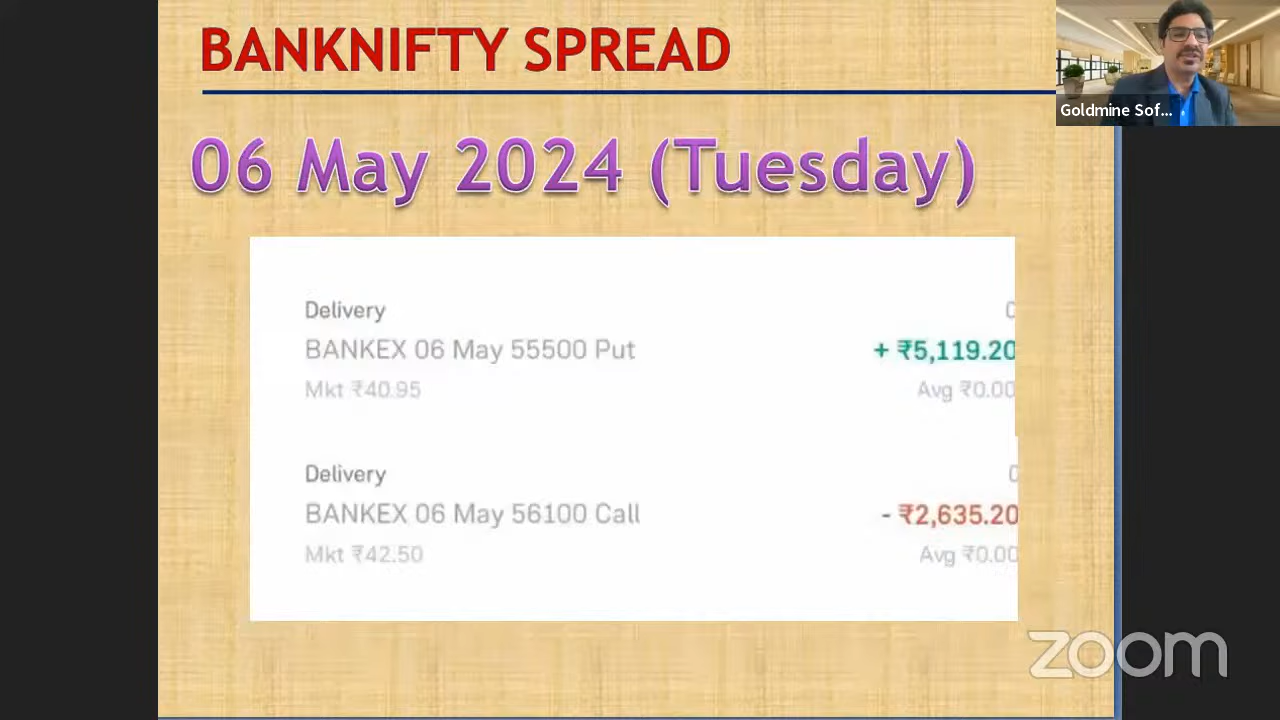 BANKNIFTY SPREAD
Goldmine Sof...
06 May 2024 (Tuesday)
Delivery
BANKEX 06 May 55500 Put
+ ₹5,119.20
Mkt ₹40.95
Avg ₹0.00
Delivery
BANKEX 06 May 56100 Call
- ₹2,635.20
Mkt ₹42.50
Avg ₹0.00
zoom